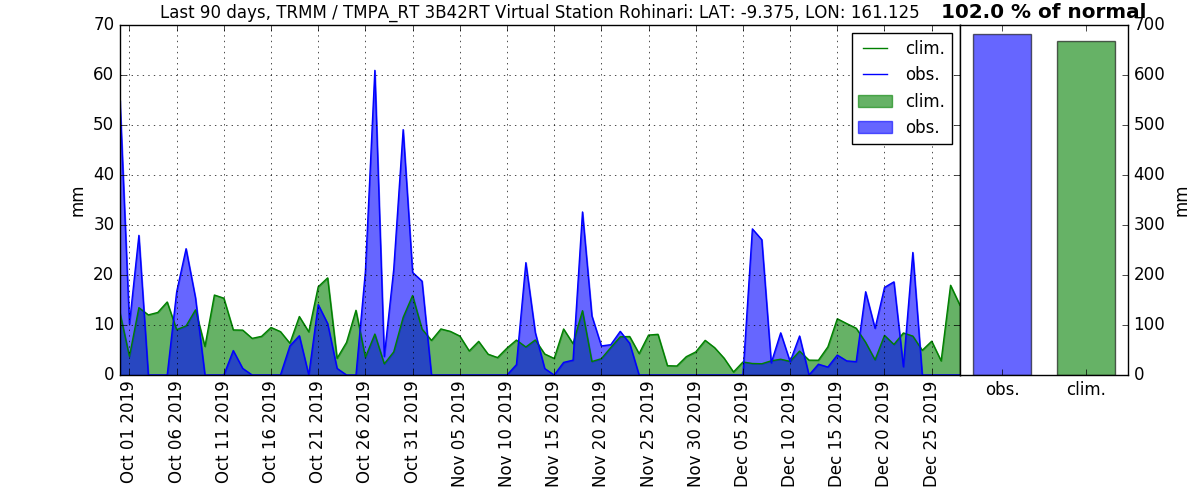 Last 90 days, TRMM / TMPA_RT 3B42RT Virtual Station Rohinari: LAT: -9.375, LON: 161.125
102.0 % of normal
70
60
50
40
30
20
10
0
mm
clim.
obs.
clim.
obs.
Oct 01 2019
Oct 06 2019
Oct 11 2019
Oct 16 2019
Oct 21 2019
Oct 26 2019
Oct 31 2019
Nov 05 2019
Nov 10 2019
Nov 15 2019
Nov 20 2019
Nov 25 2019
Nov 30 2019
Dec 05 2019
Dec 10 2019
Dec 15 2019
Dec 20 2019
Dec 25 2019
700
600
500
400
300
200
100
0
mm
obs.
clim.